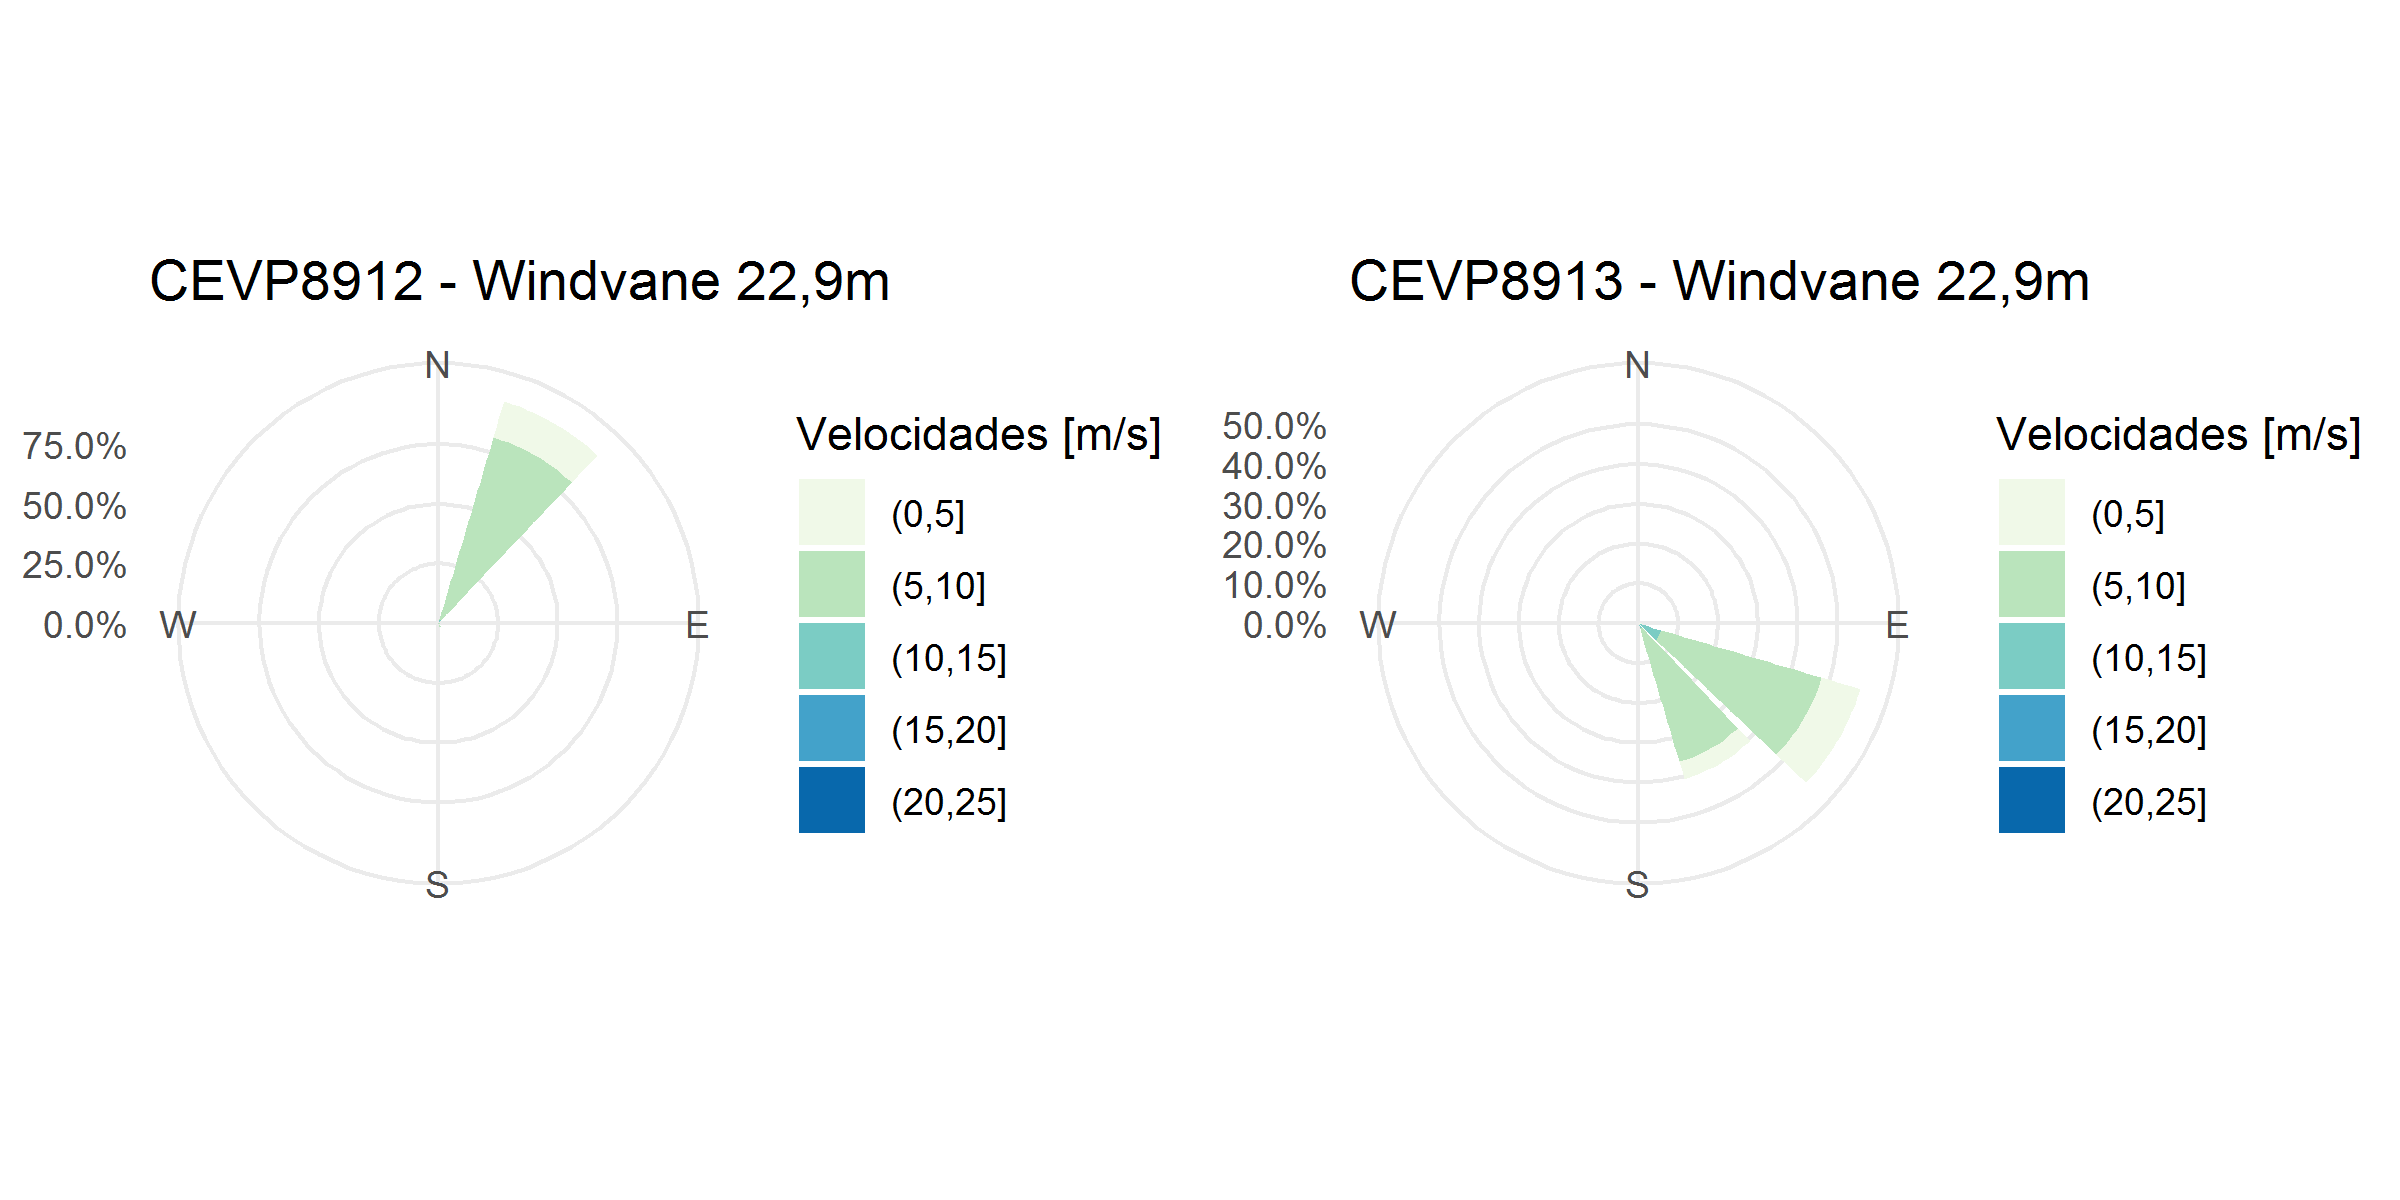 CEVP8912 - Windvane 22,9m
N
75.0%
50.0%
25.0%
0.0%
W
E
S
Velocidades [m/s]
(0,5]
(5,10]
(10,15]
(15,20]
(20,25]
CEVP8913 - Windvane 22,9m
N
50.0%
40.0%
30.0%
20.0%
10.0%
0.0%
W
E
S
Velocidades [m/s]
(0,5]
(5,10]
(10,15]
(15,20]
(20,25]